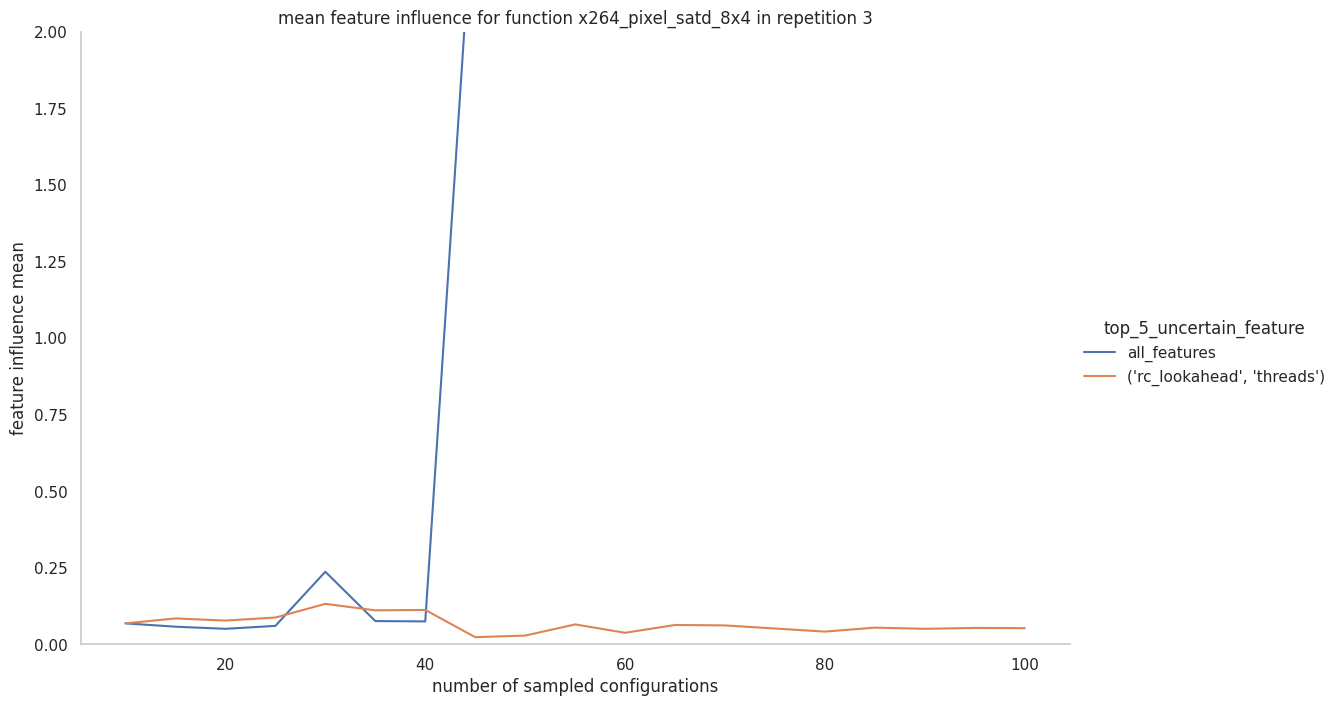 mean feature influence for function x264_pixel_satd_8x4 in repetition 3
2.00
1.75
1.50
1.25
1.00
0.75
0.50
0.25
0.00
feature influence mean
20
40
60
80
100
number of sampled configurations
top_5_uncertain_feature
all_features
('rc_lookahead', 'threads')